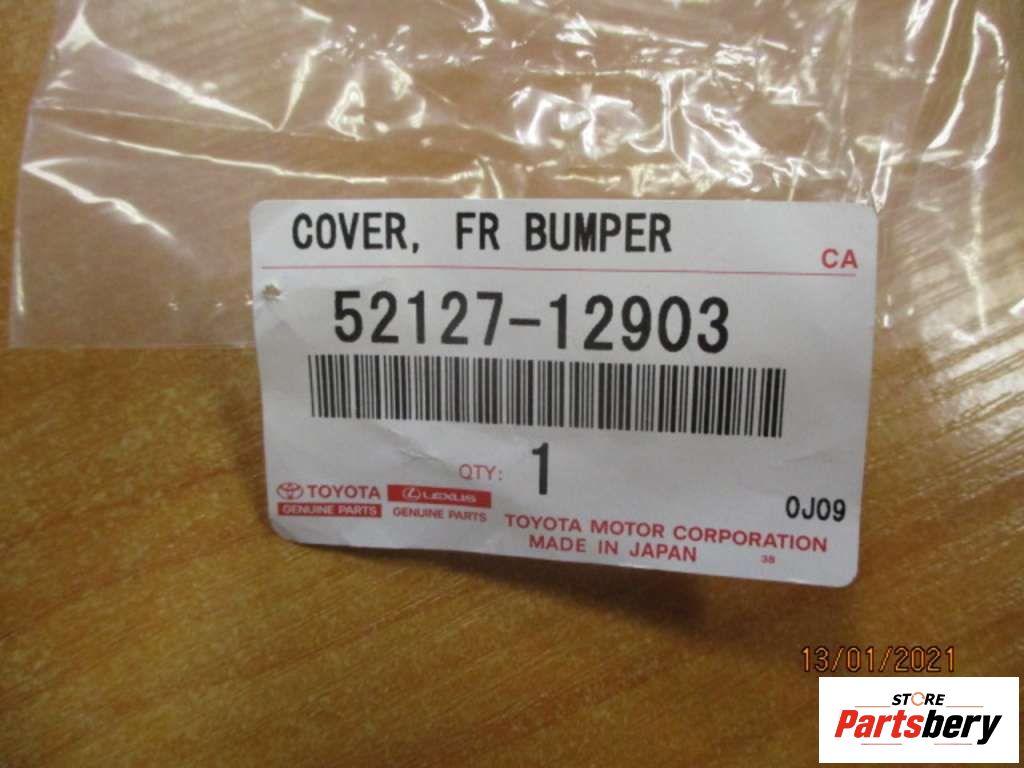 COVER, FR BUMPER
CA
52127-12903
QTY: 1
TOYOTA
GENUINE PARTS
LEXUS
GENUINE PARTS
0J09
TOYOTA MOTOR CORPORATION
MADE IN JAPAN
38
13/01/2021
STORE
Partsbery